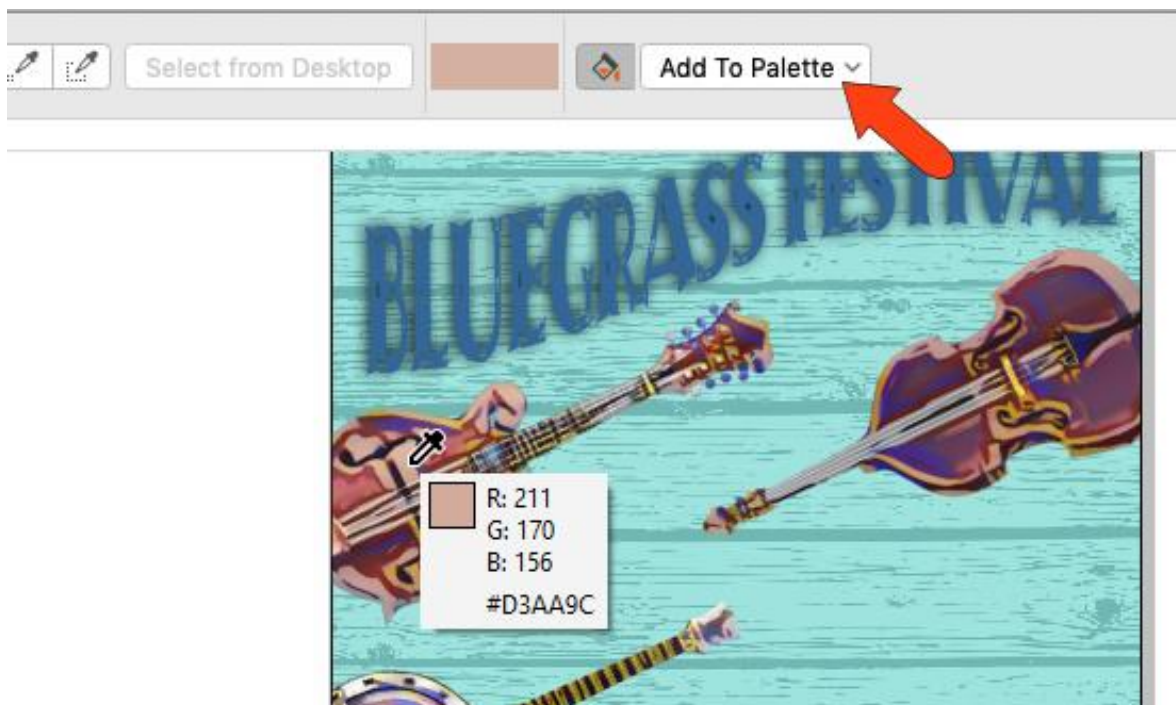 Select from Desktop
Add To Palette
BLUEGRASS FESTIVAL
R: 211
G: 170
B: 156
#D3AA9C